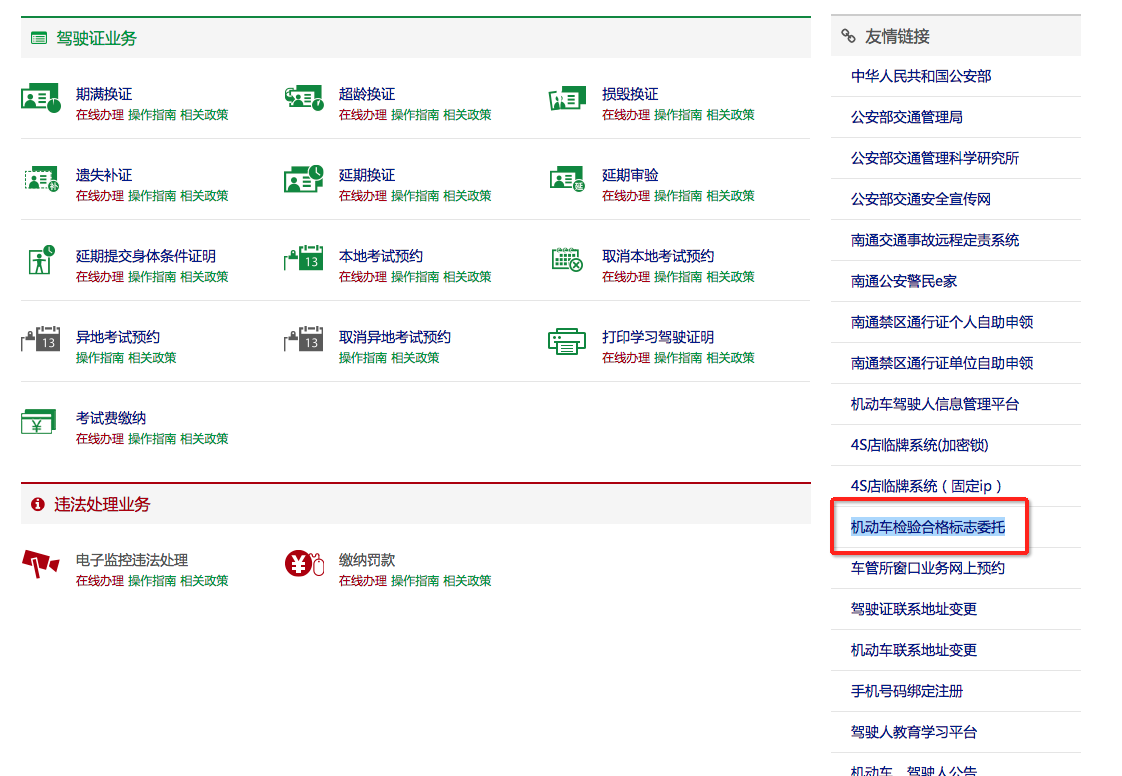 驾驶证业务
期满换证
在线办理 操作指南 相关政策
超龄换证
在线办理 操作指南 相关政策
损毁换证
在线办理 操作指南 相关政策
遗失补证
在线办理 操作指南 相关政策
补
延期换证
在线办理 操作指南 相关政策
延期审验
在线办理 操作指南 相关政策
延
延期提交身体条件证明
在线办理 操作指南 相关政策
13
本地考试预约
在线办理 操作指南 相关政策
取消本地考试预约
在线办理 操作指南 相关政策
13
异地考试预约
操作指南 相关政策
13
取消异地考试预约
操作指南 相关政策
打印学习驾驶证明
在线办理 操作指南 相关政策
¥
考试费缴纳
在线办理 操作指南 相关政策
违法处理业务
电子监控违法处理
在线办理 操作指南 相关政策
¥
缴纳罚款
在线办理 操作指南 相关政策
友情链接
中华人民共和国公安部
公安部交通管理局
公安部交通管理科学研究所
公安部交通安全宣传网
南通交通事故远程定责系统
南通公安警民e家
南通禁区通行证个人自助申领
南通禁区通行证单位自助申领
机动车驾驶人信息管理平台
4S店临牌系统(加密锁)
4S店临牌系统（固定ip）
机动车检验合格标志委托
车管所窗口业务网上预约
驾驶证联系地址变更
机动车联系地址变更
手机号码绑定注册
驾驶人教育学习平台
机动车、驾驶人公告